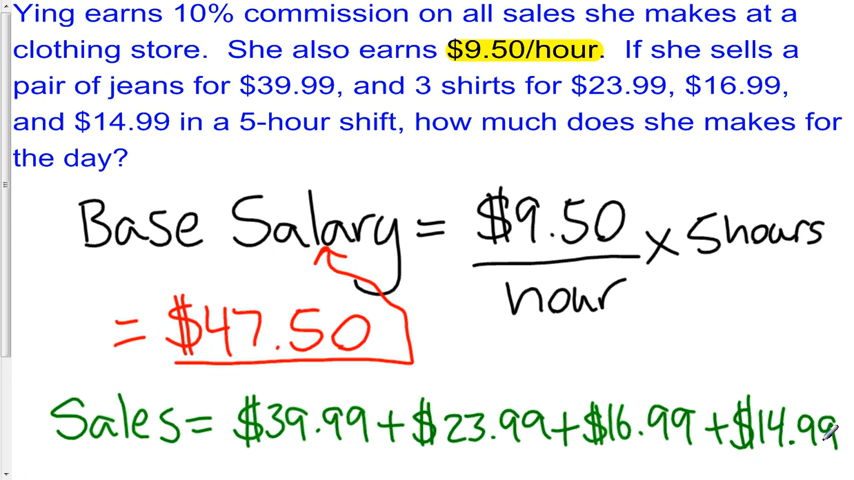 Ying earns 10% commission on all sales she makes at a
clothing store. She also earns $9.50/hour. If she sells a
pair of jeans for $39.99, and 3 shirts for $23.99, $16.99,
and $14.99 in a 5-hour shift, how much does she makes for
the day?
Base Salary = $9.50 / hour × 5 hours
= $47.50
Sales = $39.99 + $23.99 + $16.99 + $14.99